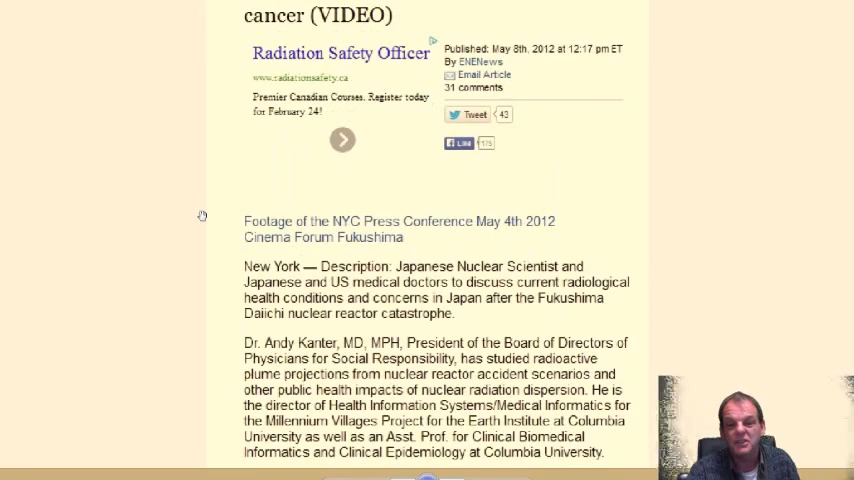 cancer (VIDEO)
Radiation Safety Officer
www.radiationsafety.ca
Premier Canadian Courses. Register today
for February 24!
Published: May 8th, 2012 at 12:17 pm ET
By ENENews
Email Article
31 comments
Tweet 43
Like 175
Footage of the NYC Press Conference May 4th 2012
Cinema Forum Fukushima
New York — Description: Japanese Nuclear Scientist and
Japanese and US medical doctors to discuss current radiological
health conditions and concerns in Japan after the Fukushima
Daiichi nuclear reactor catastrophe.
Dr. Andy Kanter, MD, MPH, President of the Board of Directors of
Physicians for Social Responsibility, has studied radioactive
plume projections from nuclear reactor accident scenarios and
other public health impacts of nuclear radiation dispersion. He is
the director of Health Information Systems/Medical Informatics for
the Millennium Villages Project for the Earth Institute at Columbia
University as well as an Asst. Prof. for Clinical Biomedical
Informatics and Clinical Epidemiology at Columbia University.